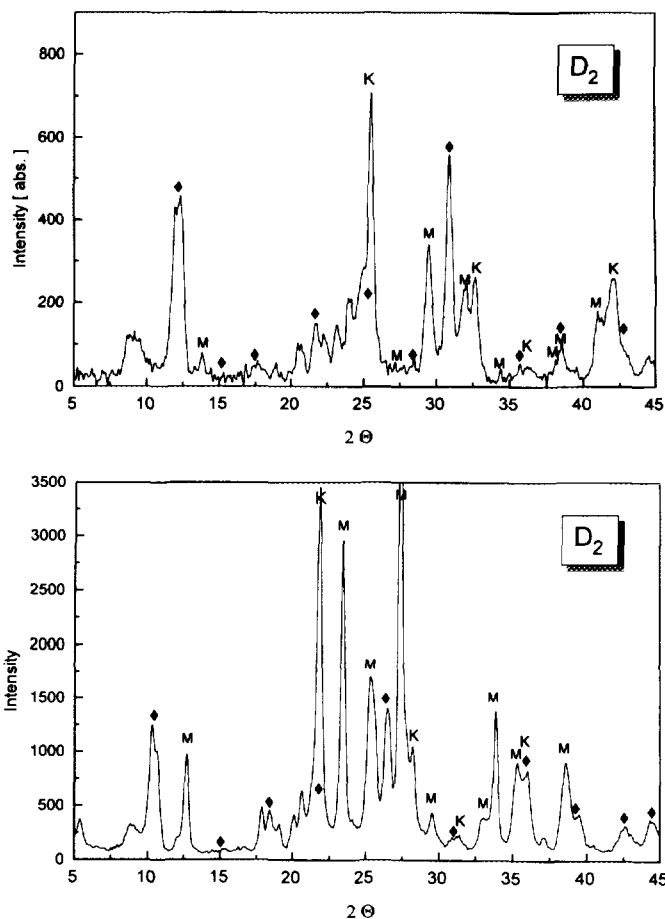 800
600
400
200
0
Intensity [ abs. ]
D₂
K
♦
♦
M
K
M
K
M
♦
♦
M
♦
♦
♦
M
♦
M
♦
K
M
M
♦
♦
M
5 10 15 20 25 30 35 40 45
2 Θ
3500
3000
2500
2000
1500
1000
500
0
Intensity
D₂
K
M
M
M
M
♦
♦
M
K
M
K
♦
M
♦
♦
M
M
♦
♦
♦
♦
♦
K
5 10 15 20 25 30 35 40 45
2 Θ